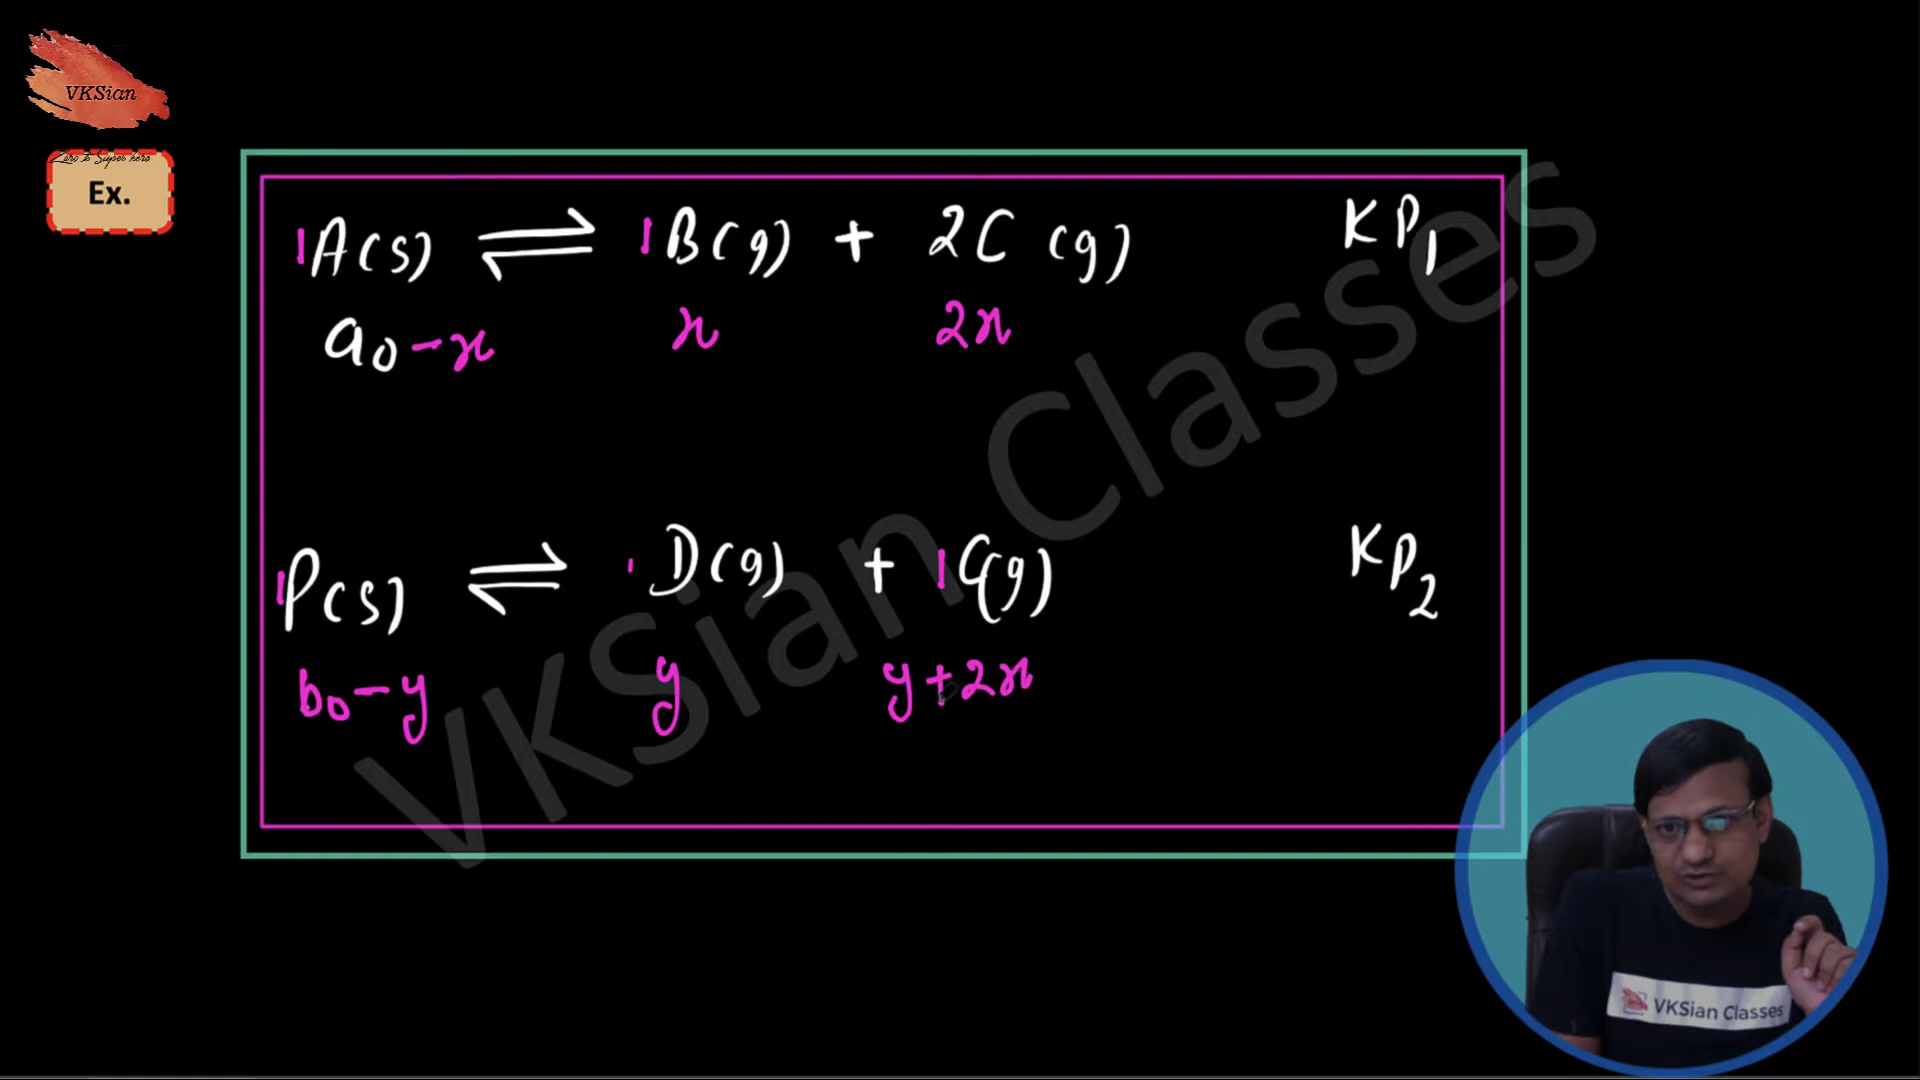 VKSian
Zero to Super hero
Ex.
1A(s) ⇌ 1B(g) + 2C (g) KP1
a0-x x 2x
1P(s) ⇌ 1D(g) + 1C(g) KP2
b0-y y y+2x
VKSian Classes
VKSian Classes